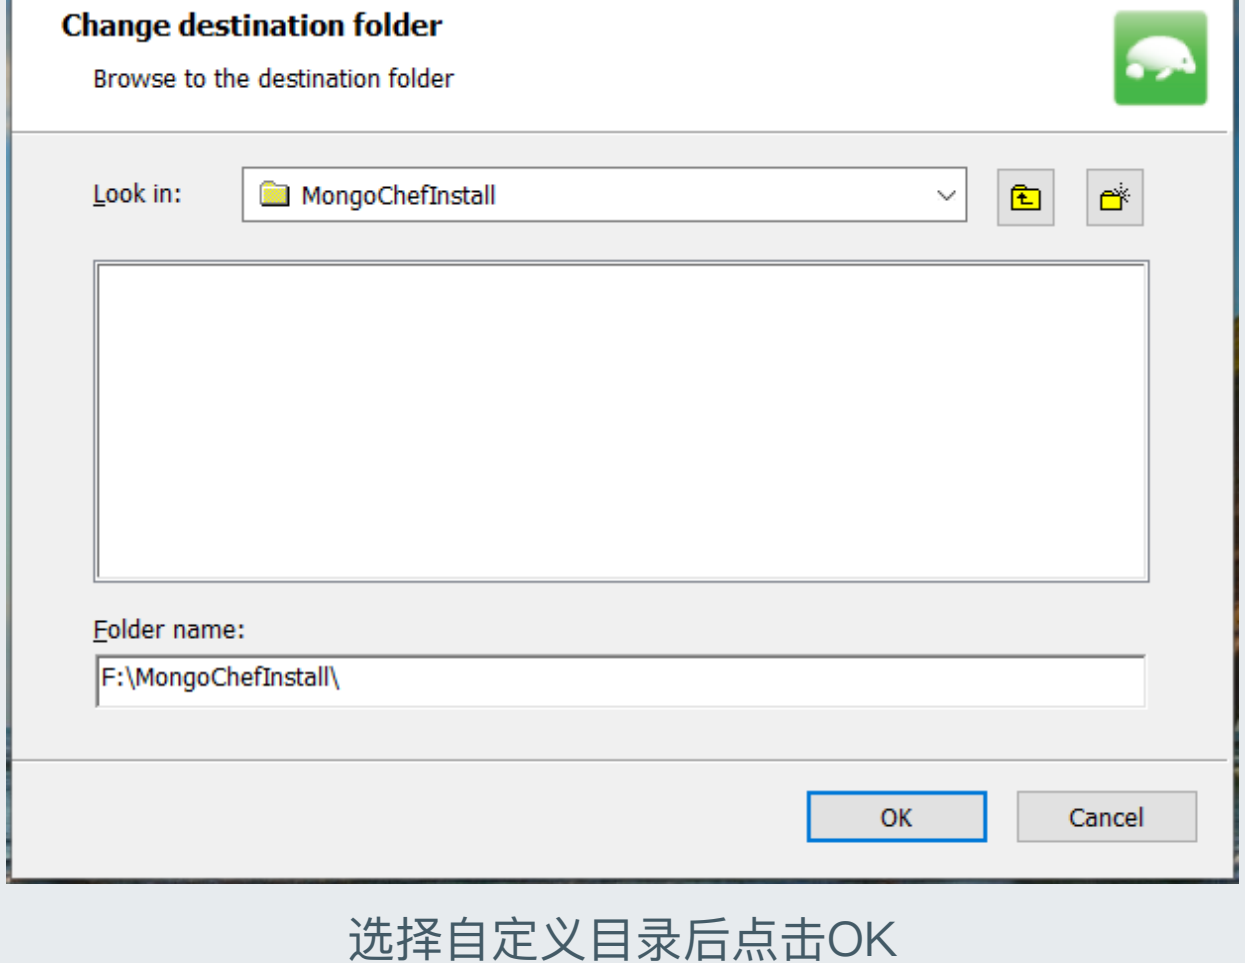 Change destination folder
Browse to the destination folder
Look in:
MongoChefInstall
Folder name:
F:\MongoChefInstall\
OK
Cancel
选择自定义目录后点击OK